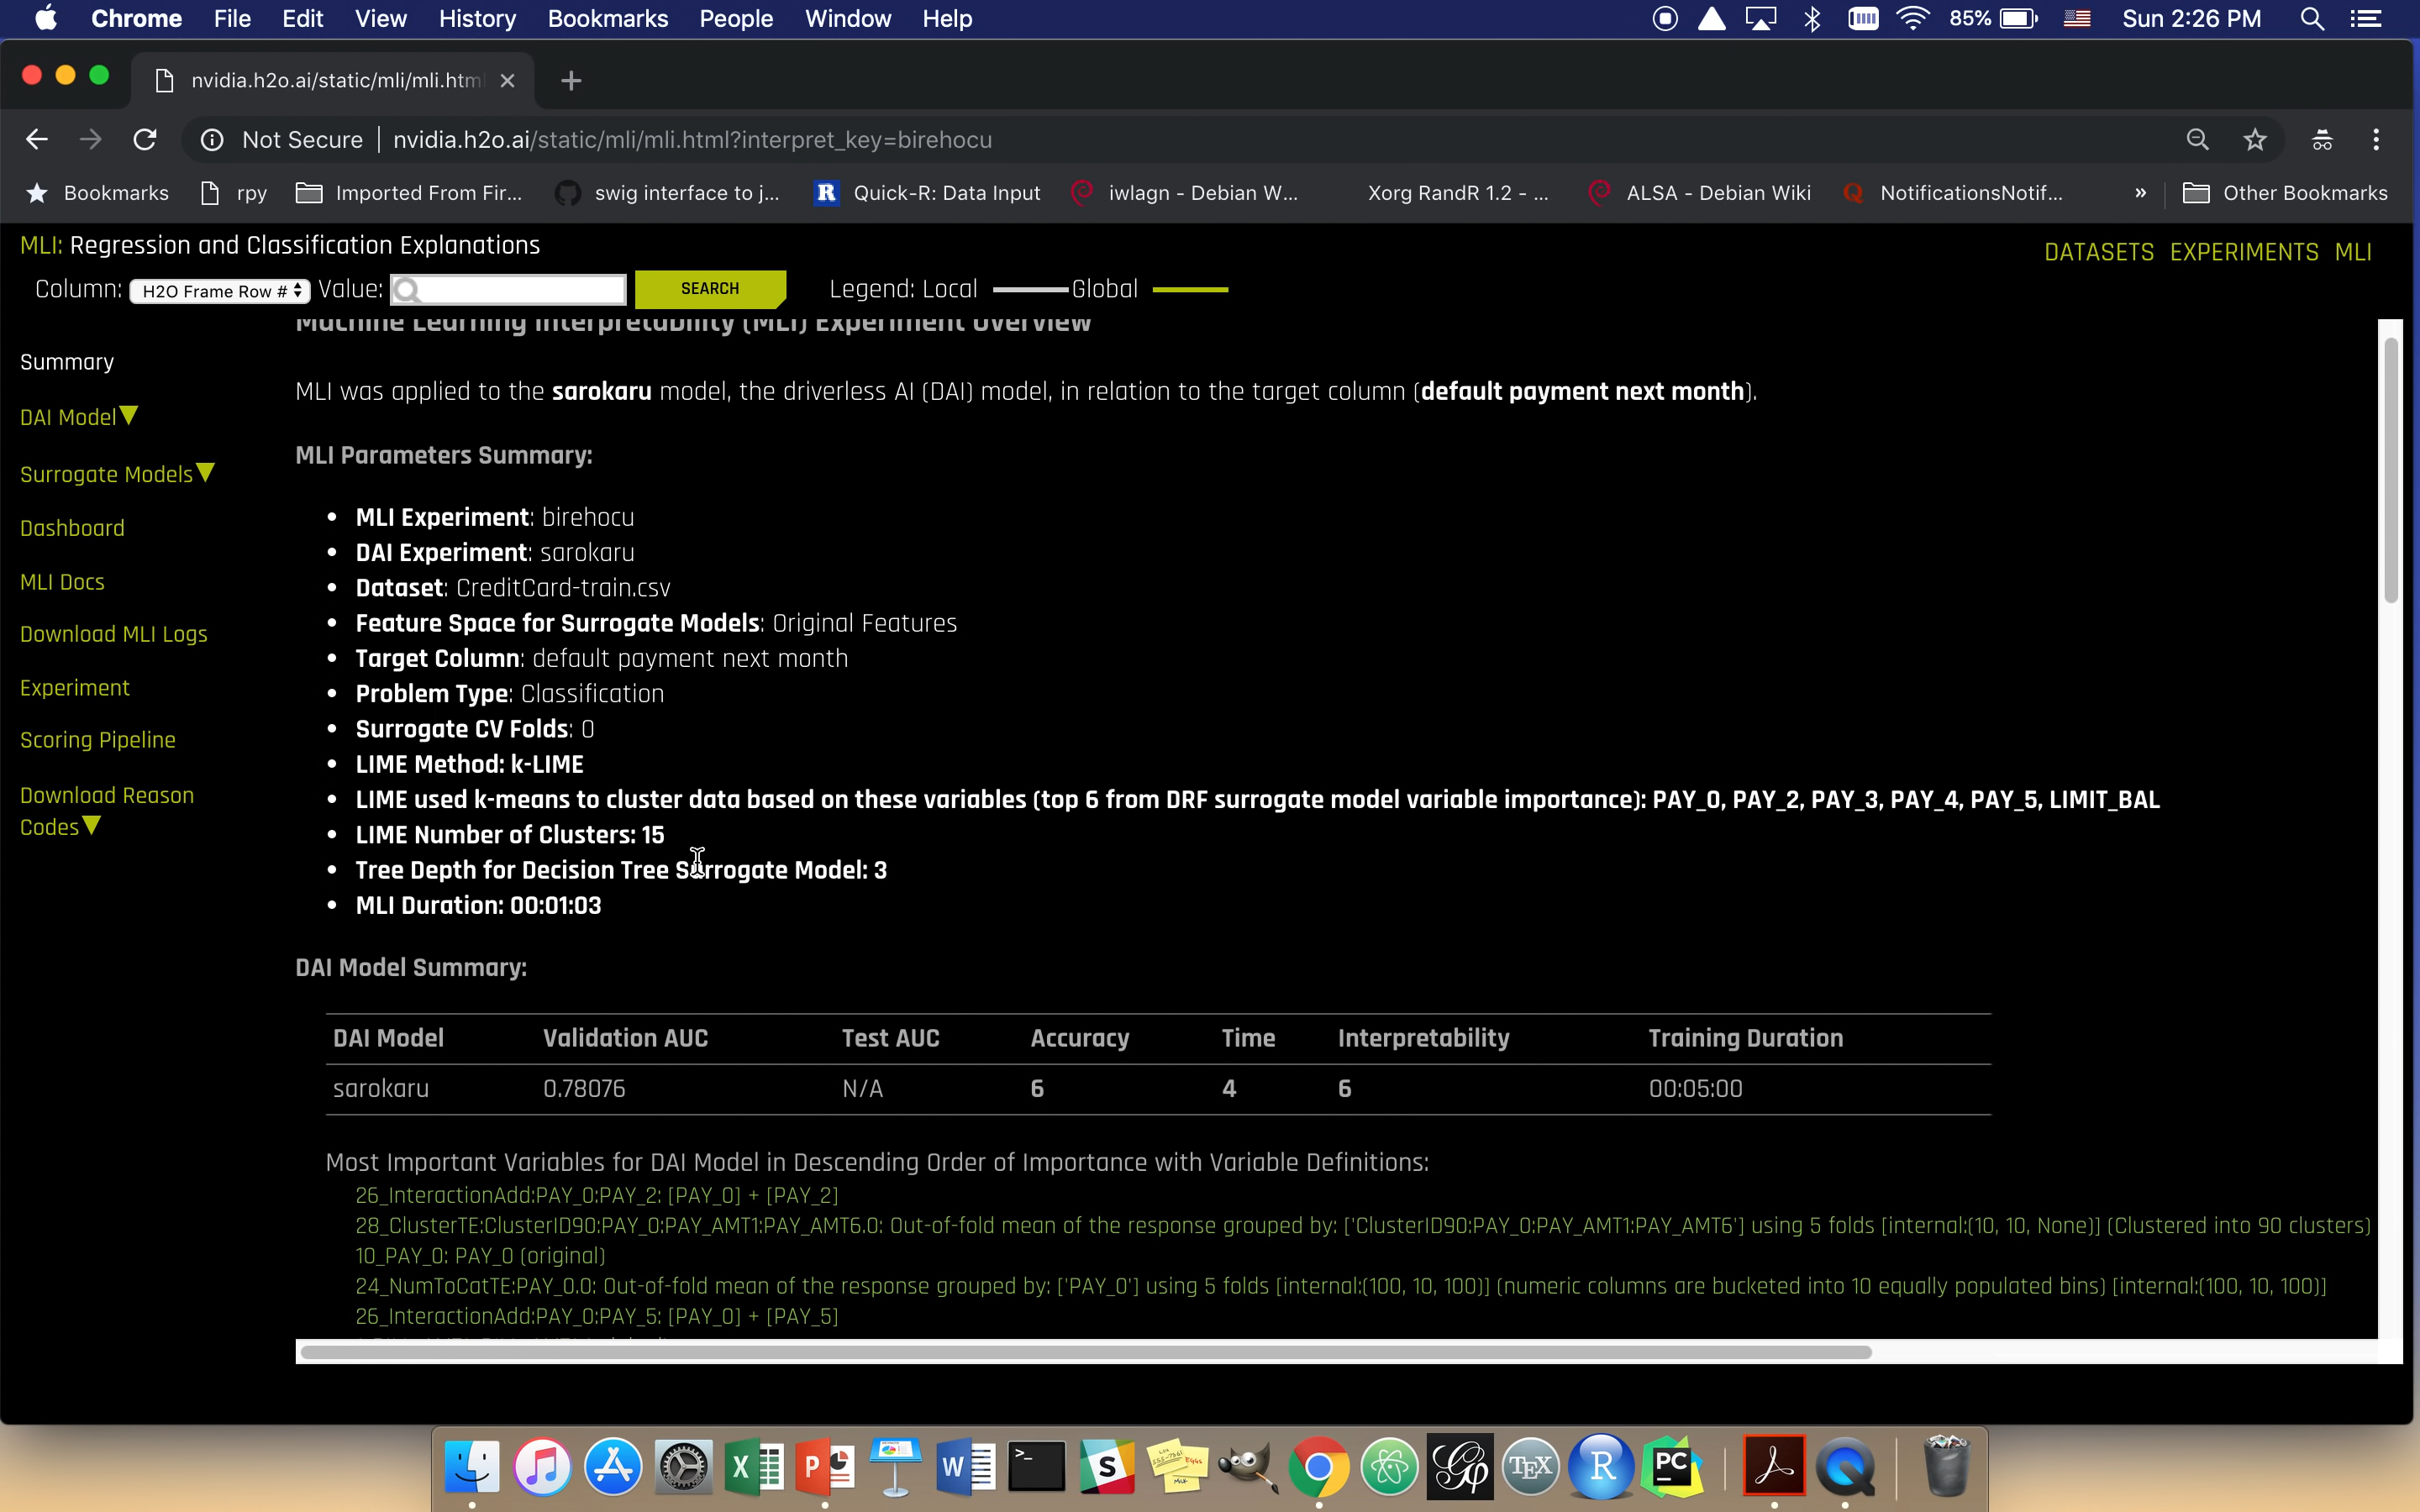 Chrome File Edit View History Bookmarks People Window Help 85% Sun 2:26 PM
nvidia.h2o.ai/static/mli/mli.htm
Not Secure nvidia.h2o.ai/static/mli/mli.html?interpret_key=birehocu
Bookmarks rpy Imported From Fir... swig interface to j... R Quick-R: Data Input iwlagn - Debian W... Xorg RandR 1.2 - ... ALSA - Debian Wiki NotificationsNotif... » Other Bookmarks
MLI: Regression and Classification Explanations
DATASETS EXPERIMENTS MLI
Column: H2O Frame Row # Value: SEARCH Legend: Local Global
Machine Learning Interpretability (MLI) Experiment Overview
Summary
DAI Model
Surrogate Models
Dashboard
MLI Docs
Download MLI Logs
Experiment
Scoring Pipeline
Download Reason
Codes
MLI was applied to the sarokaru model, the driverless AI (DAI) model, in relation to the target column (default payment next month).
MLI Parameters Summary:
• MLI Experiment: birehocu
• DAI Experiment: sarokaru
• Dataset: CreditCard-train.csv
• Feature Space for Surrogate Models: Original Features
• Target Column: default payment next month
• Problem Type: Classification
• Surrogate CV Folds: 0
• LIME Method: k-LIME
• LIME used k-means to cluster data based on these variables (top 6 from DRF surrogate model variable importance): PAY_0, PAY_2, PAY_3, PAY_4, PAY_5, LIMIT_BAL
• LIME Number of Clusters: 15
• Tree Depth for Decision Tree Surrogate Model: 3
• MLI Duration: 00:01:03
DAI Model Summary:
DAI Model Validation AUC Test AUC Accuracy Time Interpretability Training Duration
sarokaru 0.78076 N/A 6 4 6 00:05:00
Most Important Variables for DAI Model in Descending Order of Importance with Variable Definitions:
26_InteractionAdd:PAY_0:PAY_2: [PAY_0] + [PAY_2]
28_ClusterTE:ClusterID90:PAY_0:PAY_AMT1:PAY_AMT6.0: Out-of-fold mean of the response grouped by: ['ClusterID90:PAY_0:PAY_AMT1:PAY_AMT6'] using 5 folds [internal:(10, 10, None)] (Clustered into 90 clusters)
10_PAY_0: PAY_0 (original)
24_NumToCatTE:PAY_0.0: Out-of-fold mean of the response grouped by: ['PAY_0'] using 5 folds [internal:(100, 10, 100)] (numeric columns are bucketed into 10 equally populated bins) [internal:(100, 10, 100)]
26_InteractionAdd:PAY_0:PAY_5: [PAY_0] + [PAY_5]
X P W >_ S TEX R PC